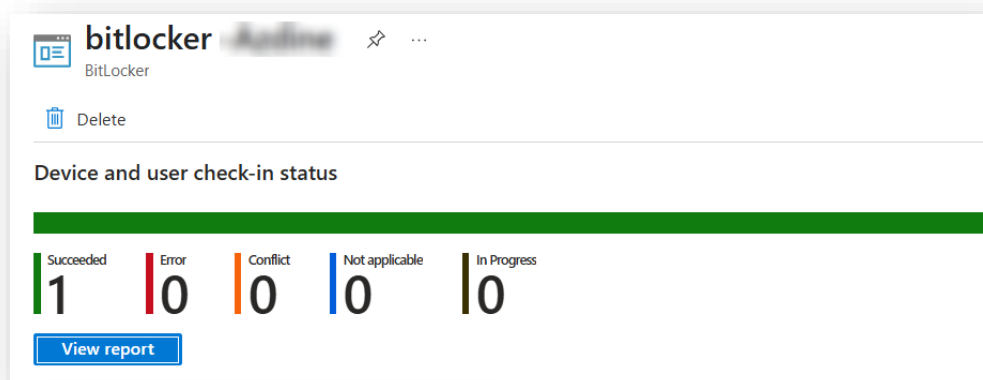 bitlocker
...
BitLocker
Delete
Device and user check-in status
Succeeded
1
Error
0
Conflict
0
Not applicable
0
In Progress
0
View report